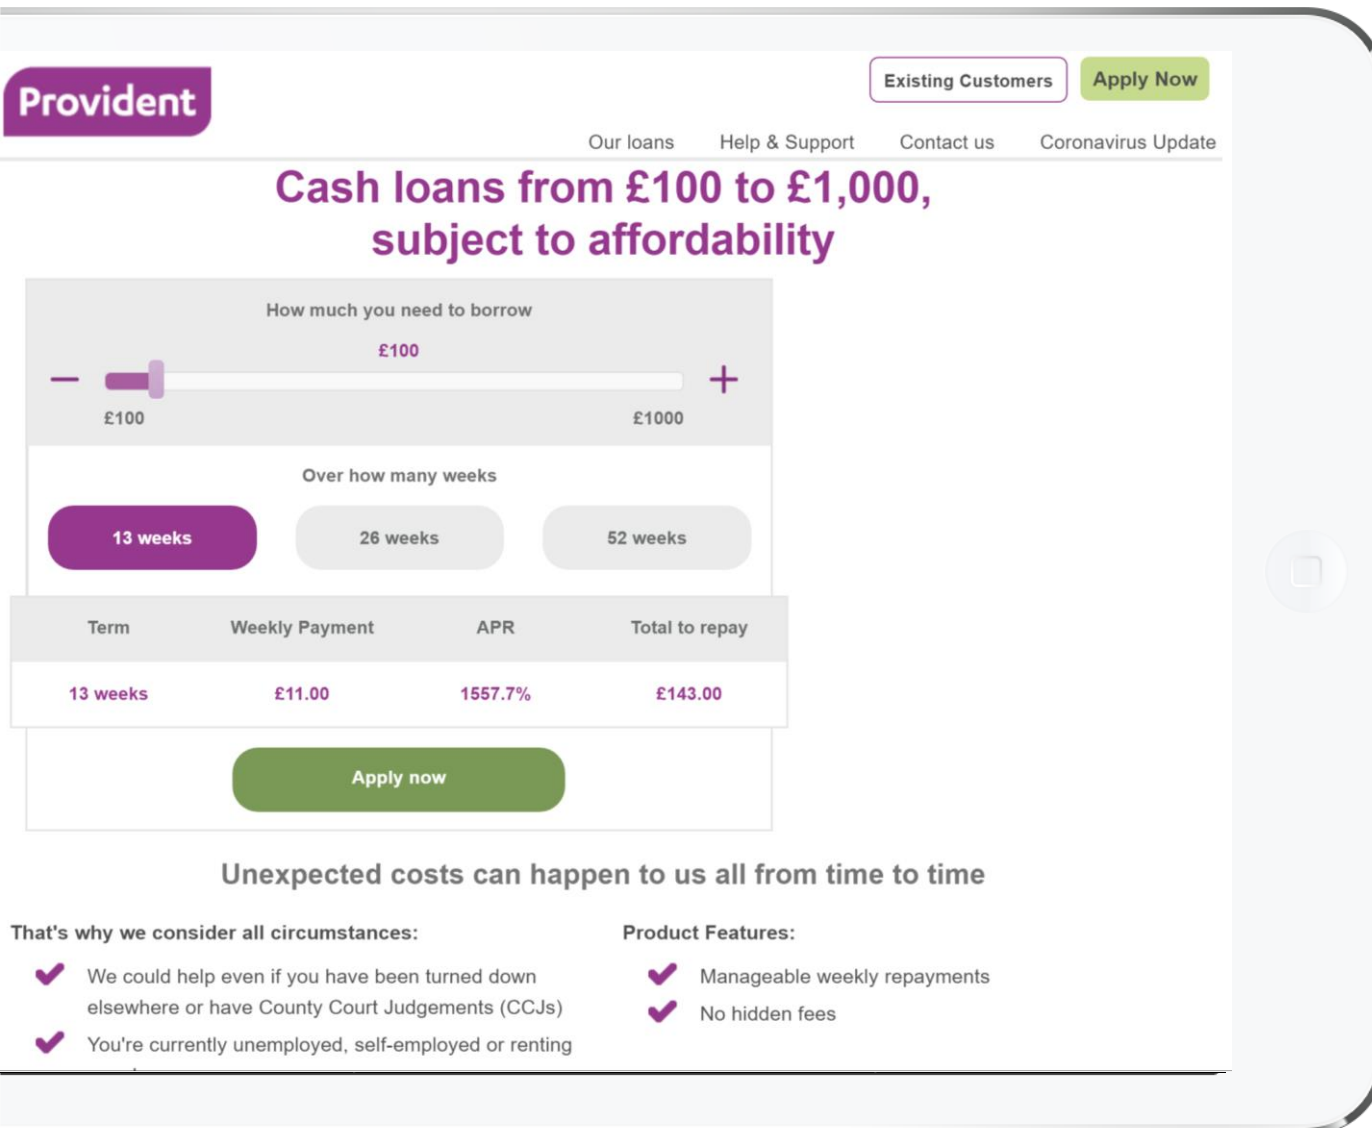 Provident
Existing Customers
Apply Now
Our loans
Help & Support
Contact us
Coronavirus Update
Cash loans from £100 to £1,000,
subject to affordability
How much you need to borrow
£100
£100
£1000
Over how many weeks
13 weeks
26 weeks
52 weeks
Term Weekly Payment APR Total to repay
13 weeks £11.00 1557.7% £143.00
Apply now
Unexpected costs can happen to us all from time to time
That's why we consider all circumstances:
We could help even if you have been turned down
elsewhere or have County Court Judgements (CCJs)
You're currently unemployed, self-employed or renting
Product Features:
Manageable weekly repayments
No hidden fees